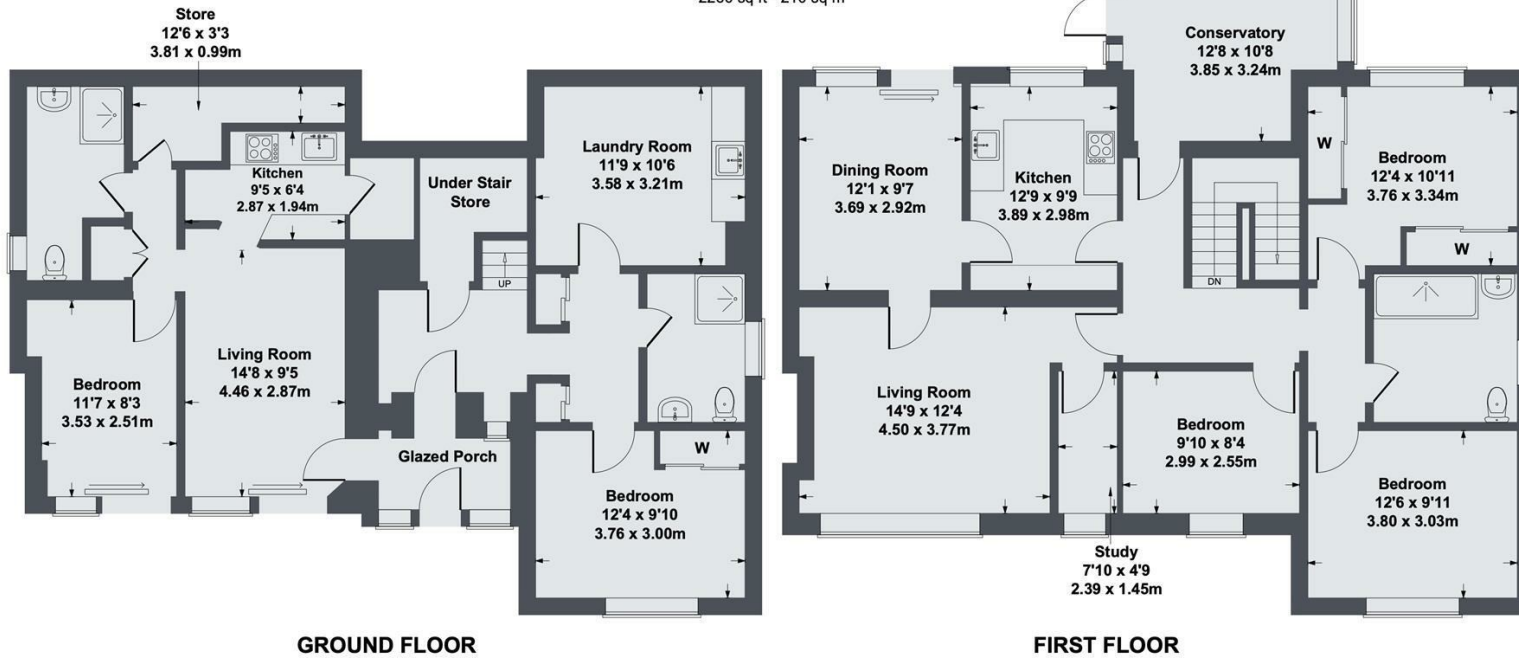 2260 sq ft - 210 sq m
Store
12'6 x 3'3
3.81 x 0.99m
Kitchen
9'5 x 6'4
2.87 x 1.94m
Under Stair
Store
UP
Laundry Room
11'9 x 10'6
3.58 x 3.21m
Bedroom
11'7 x 8'3
3.53 x 2.51m
Living Room
14'8 x 9'5
4.46 x 2.87m
Glazed Porch
W
Bedroom
12'4 x 9'10
3.76 x 3.00m
GROUND FLOOR
Conservatory
12'8 x 10'8
3.85 x 3.24m
Dining Room
12'1 x 9'7
3.69 x 2.92m
Kitchen
12'9 x 9'9
3.89 x 2.98m
DN
W
Bedroom
12'4 x 10'11
3.76 x 3.34m
W
Living Room
14'9 x 12'4
4.50 x 3.77m
Bedroom
9'10 x 8'4
2.99 x 2.55m
Bedroom
12'6 x 9'11
3.80 x 3.03m
Study
7'10 x 4'9
2.39 x 1.45m
FIRST FLOOR